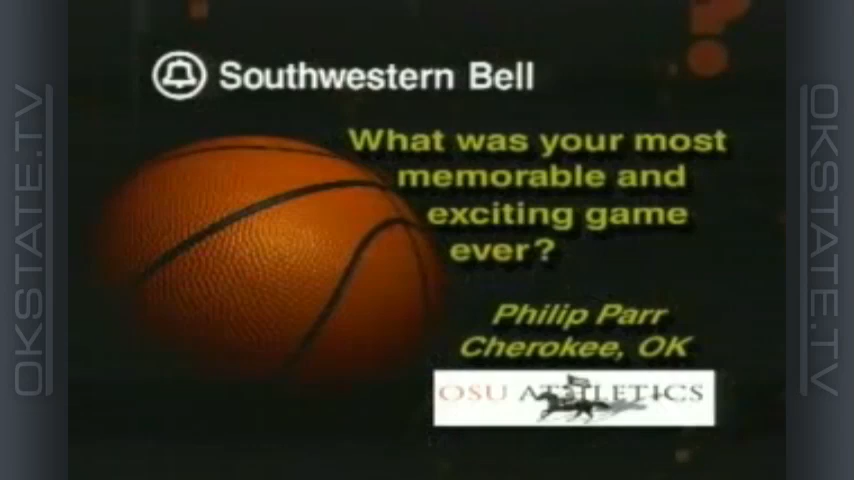 Southwestern Bell
What was your most
memorable and
exciting game
ever?
Philip Parr
Cherokee, OK
OSU ATHLETICS
OKSTATE.TV
OKSTATE.TV